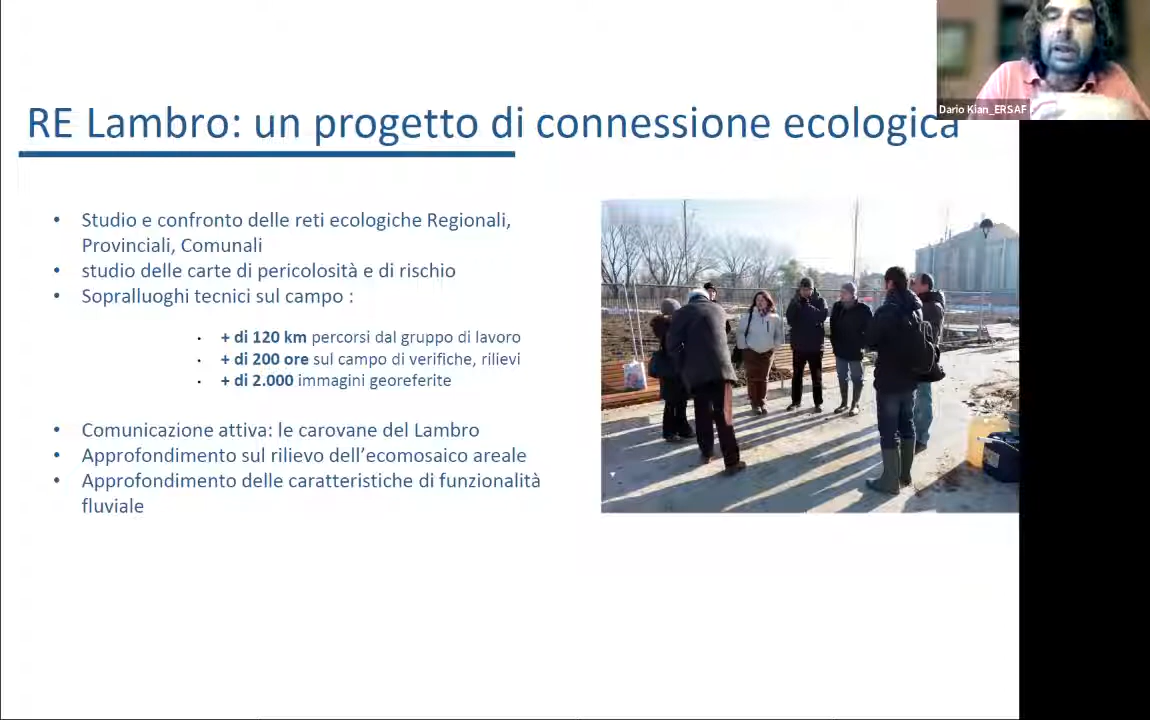 Dario Kian_ERSAF
RE Lambro: un progetto di connessione ecologica
• Studio e confronto delle reti ecologiche Regionali,
Provinciali, Comunali
• studio delle carte di pericolosità e di rischio
• Sopralluoghi tecnici sul campo :
• + di 120 km percorsi dal gruppo di lavoro
• + di 200 ore sul campo di verifiche, rilievi
• + di 2.000 immagini georeferite
• Comunicazione attiva: le carovane del Lambro
• Approfondimento sul rilievo dell’ecomosaico areale
• Approfondimento delle caratteristiche di funzionalità
fluviale